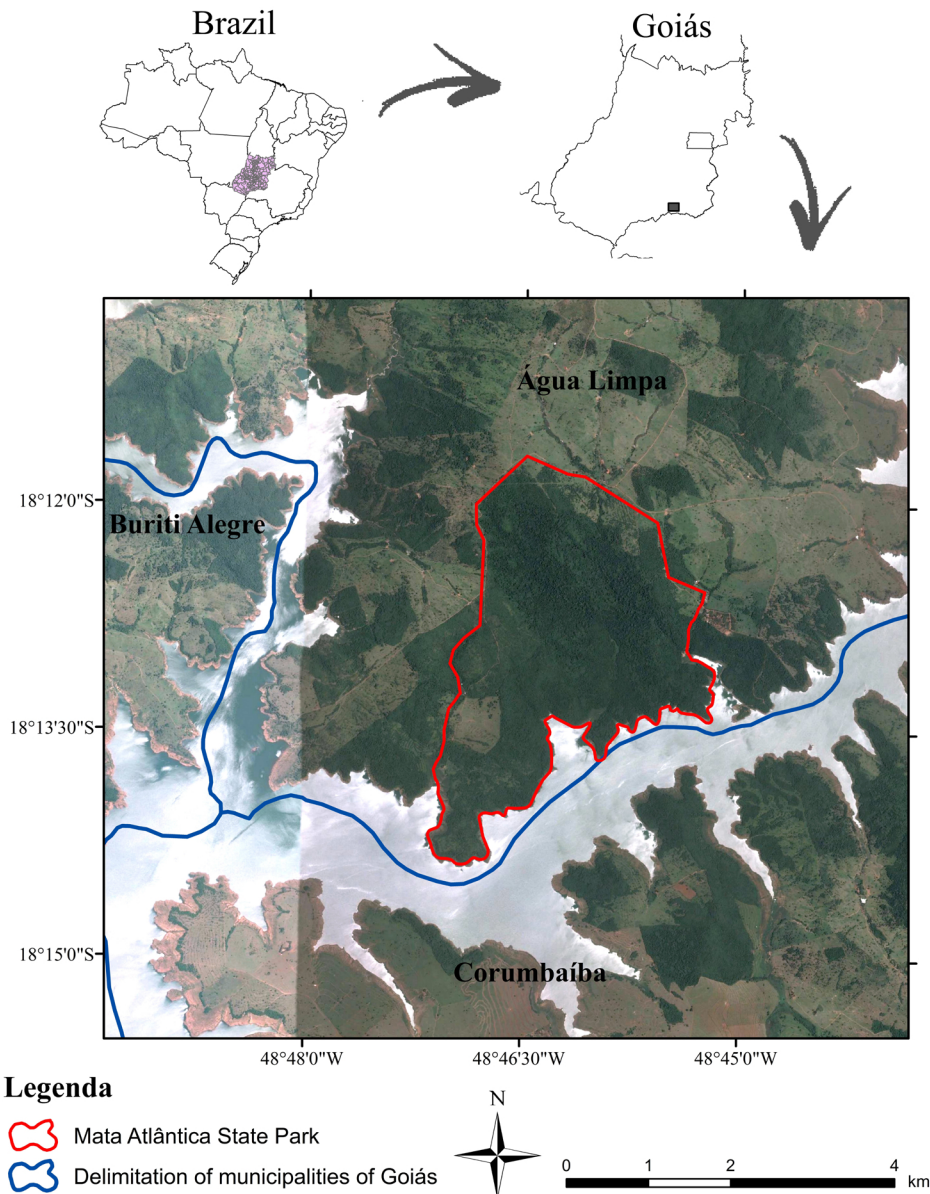 Brazil
Goiás
Água Limpa
18°12'0"S
Buriti Alegre
18°13'30"S
18°15'0"S
Corumbaíba
48°48'0"W
48°46'30"W
48°45'0"W
Legenda
Mata Atlântica State Park
Delimitation of municipalities of Goiás
N
0 1 2 4
km